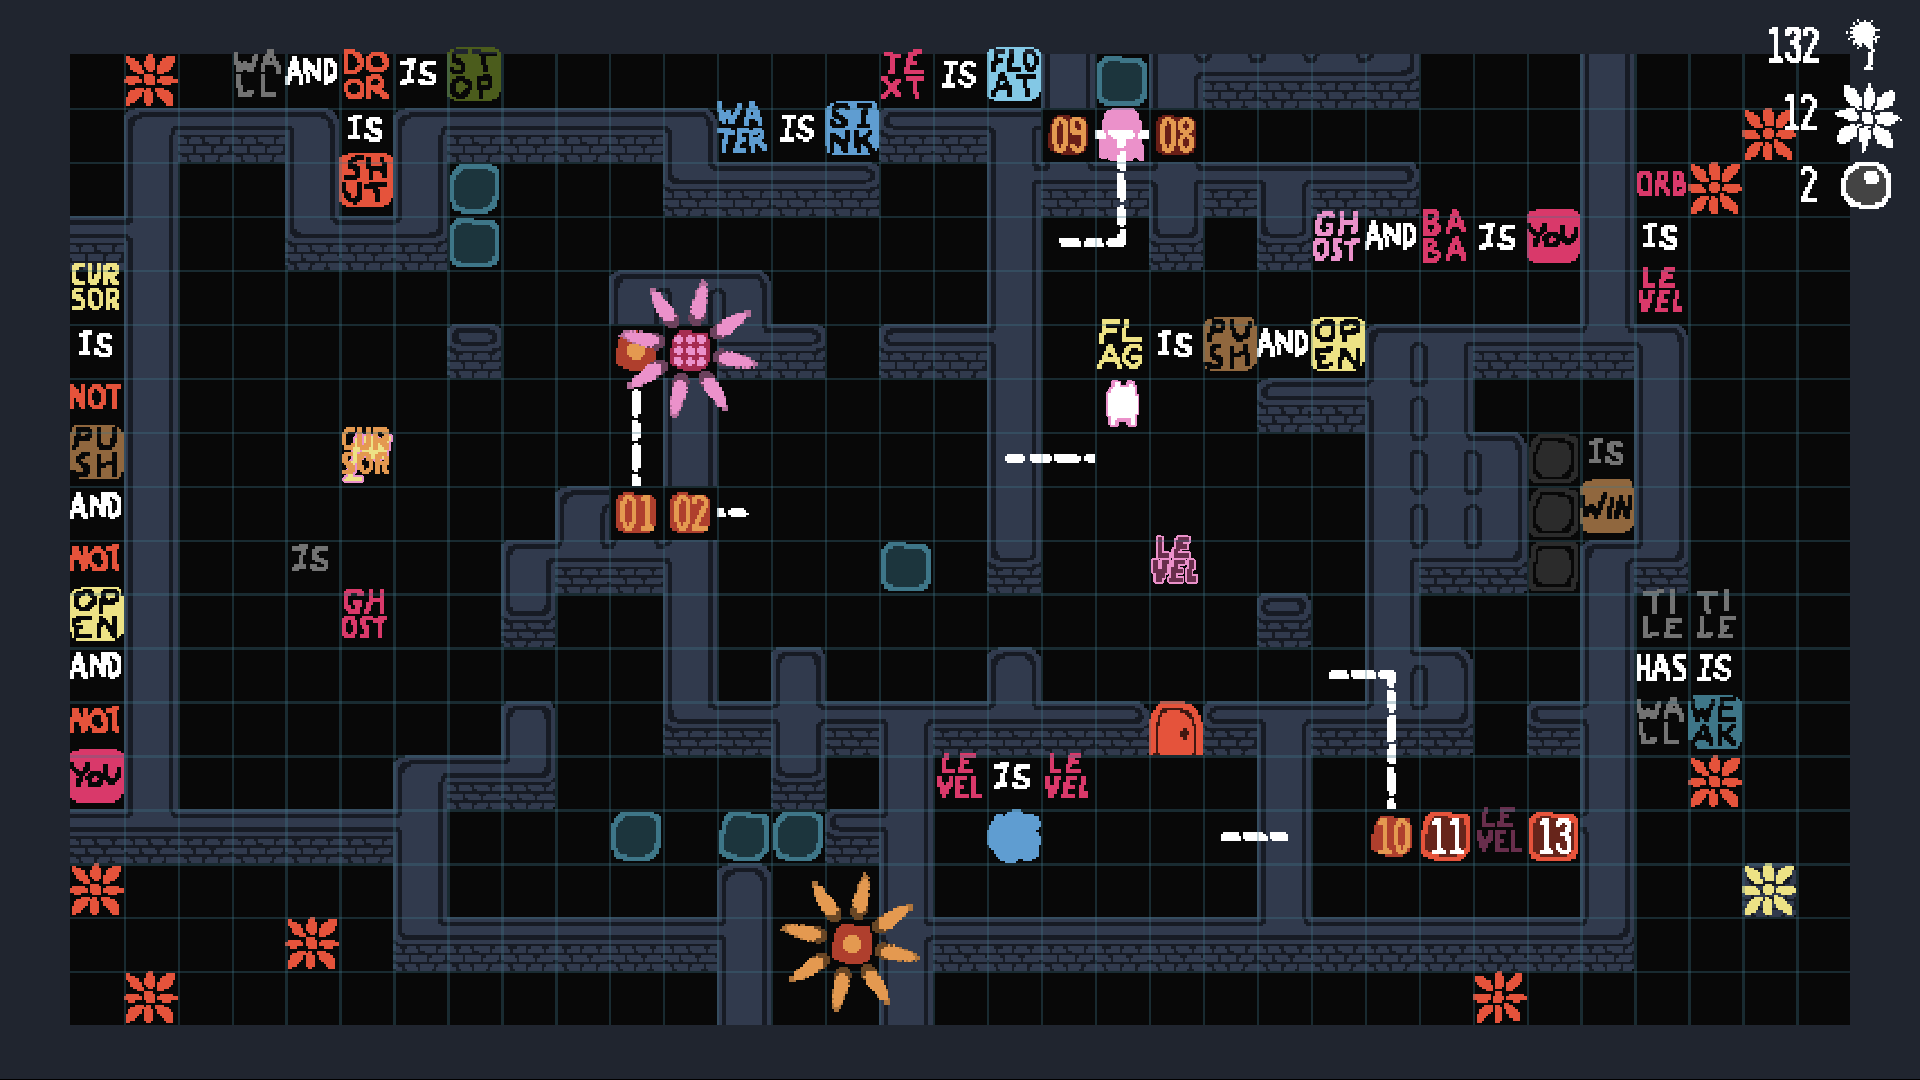 132
WALL AND DOOR IS STOP
TEXT IS FLOAT
12
IS
WATER IS SINK
09 08
SHUT
ORB
2
GHOST AND BABA IS YOU
IS
CURSOR
LEVEL
IS
FLAG IS PUSH AND OPEN
NOT
PUSH
CURSOR
IS
AND
01 02
WIN
NOT
IS
LEVEL
OPEN
GHOST
TILE TILE
AND
HAS IS
NOT
WALL WEAK
YOU
LEVEL IS LEVEL
10 11 LEVEL 13